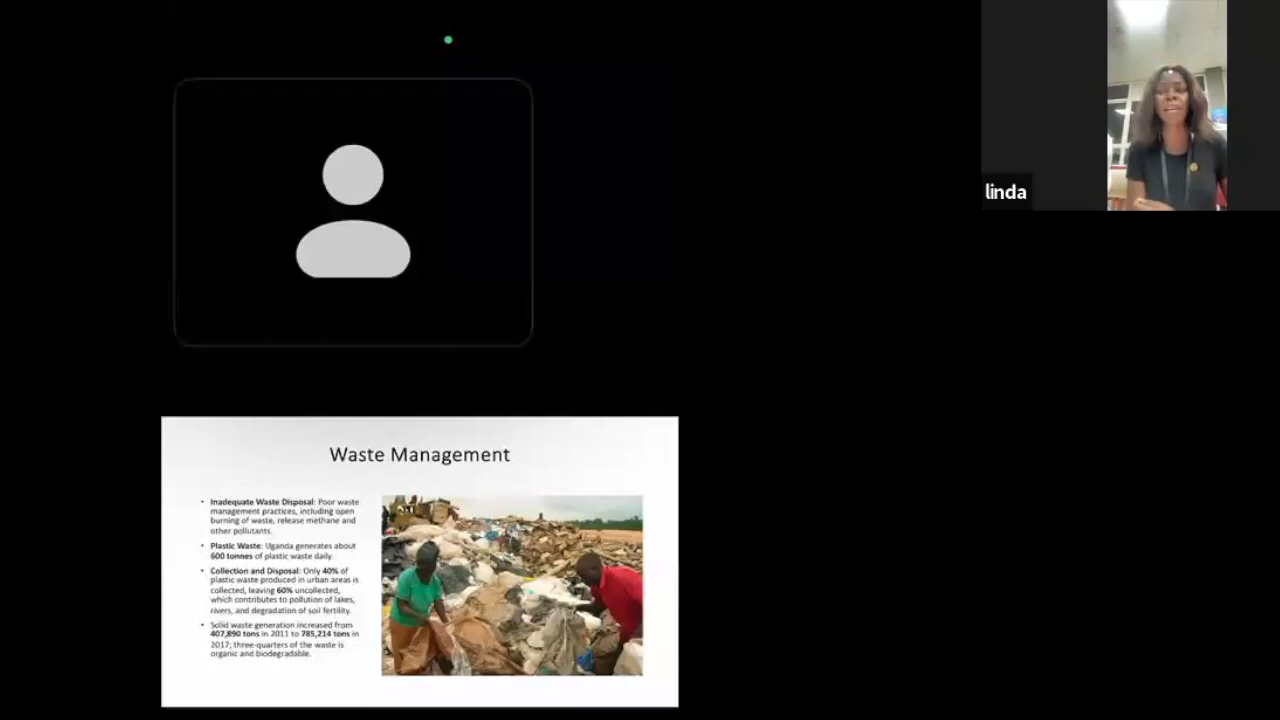 linda
Waste Management
• Inadequate Waste Disposal: Poor waste
management practices, including open
burning of waste, release methane and
other pollutants.
• Plastic Waste: Uganda generates about
600 tonnes of plastic waste daily.
• Collection and Disposal: Only 40% of
plastic waste produced in urban areas is
collected, leaving 60% uncollected,
which contributes to pollution of lakes,
rivers, and degradation of soil fertility.
• Solid waste generation increased from
407,890 tons in 2011 to 785,214 tons in
2017; three-quarters of the waste is
organic and biodegradable.